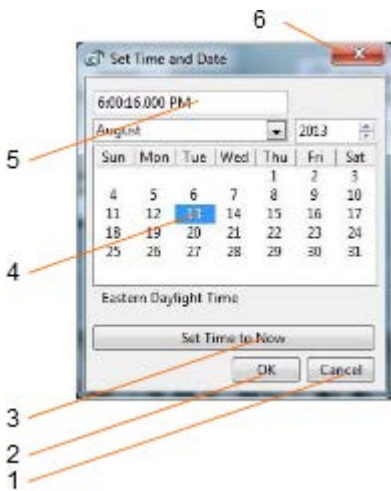 6
Set Time and Date
6:00:16.000 PM
August 2013
Sun Mon Tue Wed Thu Fri Sat
1 2 3
4 5 6 7 8 9 10
11 12 13 14 15 16 17
18 19 20 21 22 23 24
25 26 27 28 29 30 31
Eastern Daylight Time
Set Time to Now
OK Cancel
5
4
3
2
1